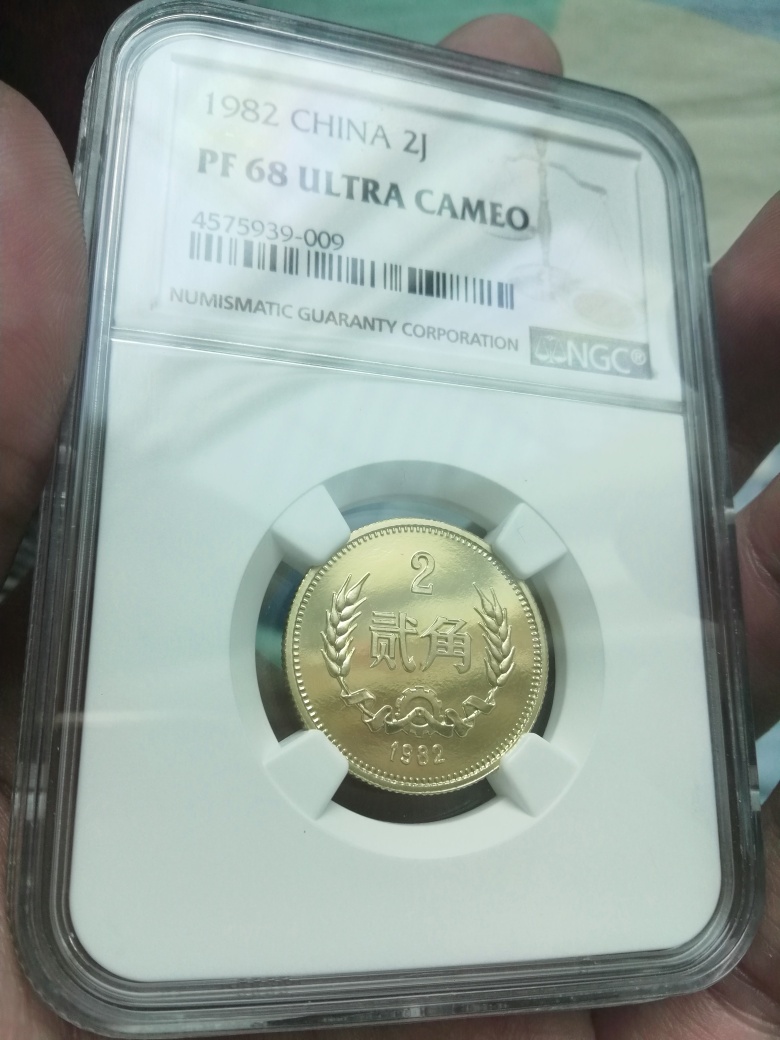 1982 CHINA 2J
PF 68 ULTRA CAMEO
4575939-009
NUMISMATIC GUARANTY CORPORATION
NGC®
2
贰角
1982